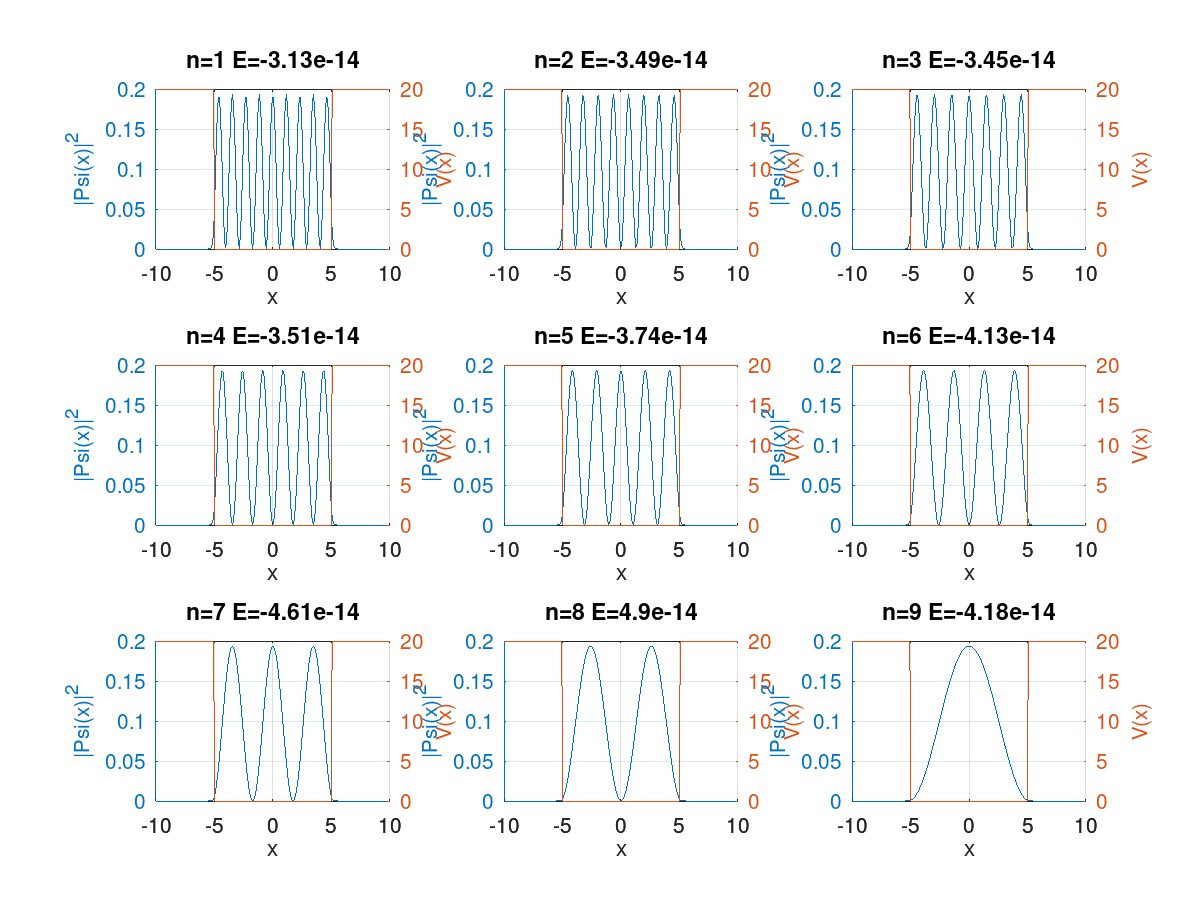 n=1 E=-3.13e-14
n=2 E=-3.49e-14
n=3 E=-3.45e-14
0.2
0.15
0.1
0.05
0
|Psi(x)|2
20
15
10
5
0
V(x)
-10 -5 0 5 10
x
0.2
0.15
0.1
0.05
0
|Psi(x)|2
20
15
10
5
0
V(x)
-10 -5 0 5 10
x
0.2
0.15
0.1
0.05
0
|Psi(x)|2
20
15
10
5
0
V(x)
-10 -5 0 5 10
x
n=4 E=-3.51e-14
n=5 E=-3.74e-14
n=6 E=-4.13e-14
0.2
0.15
0.1
0.05
0
|Psi(x)|2
20
15
10
5
0
V(x)
-10 -5 0 5 10
x
0.2
0.15
0.1
0.05
0
|Psi(x)|2
20
15
10
5
0
V(x)
-10 -5 0 5 10
x
0.2
0.15
0.1
0.05
0
|Psi(x)|2
20
15
10
5
0
V(x)
-10 -5 0 5 10
x
n=7 E=-4.61e-14
n=8 E=4.9e-14
n=9 E=-4.18e-14
0.2
0.15
0.1
0.05
0
|Psi(x)|2
20
15
10
5
0
V(x)
-10 -5 0 5 10
x
0.2
0.15
0.1
0.05
0
|Psi(x)|2
20
15
10
5
0
V(x)
-10 -5 0 5 10
x
0.2
0.15
0.1
0.05
0
|Psi(x)|2
20
15
10
5
0
V(x)
-10 -5 0 5 10
x